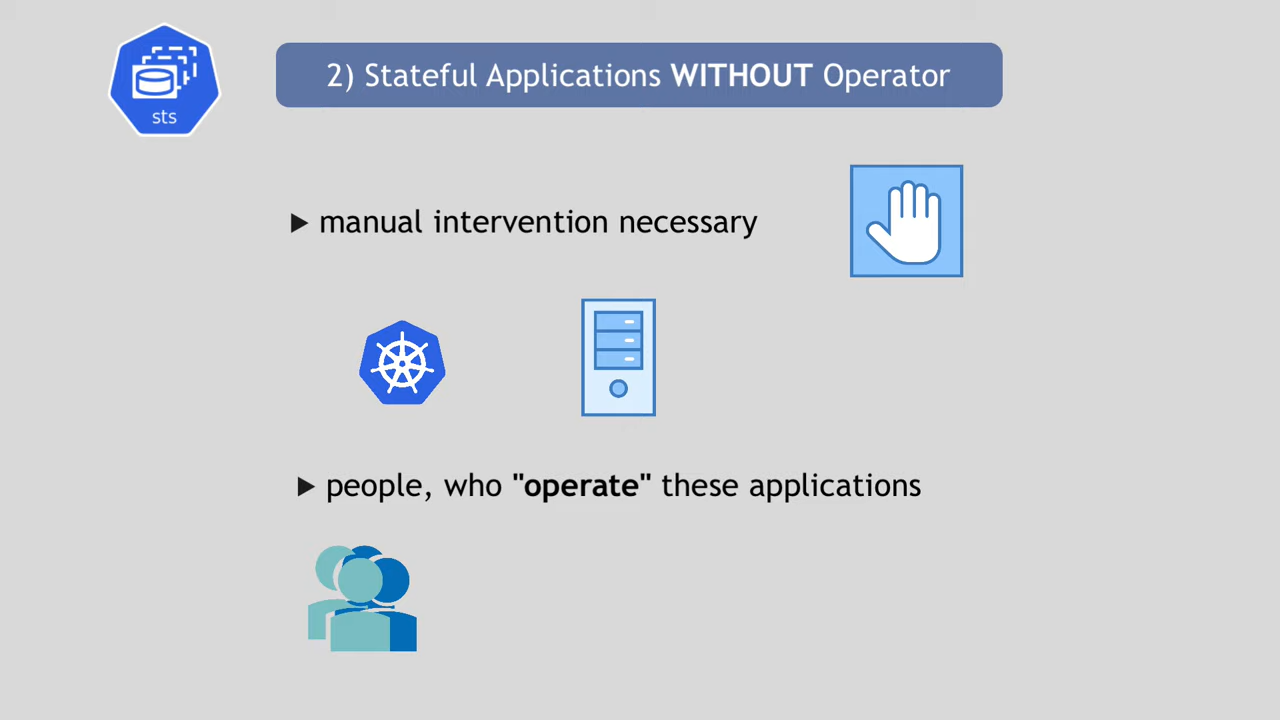 2) Stateful Applications WITHOUT Operator
sts
manual intervention necessary
people, who "operate" these applications